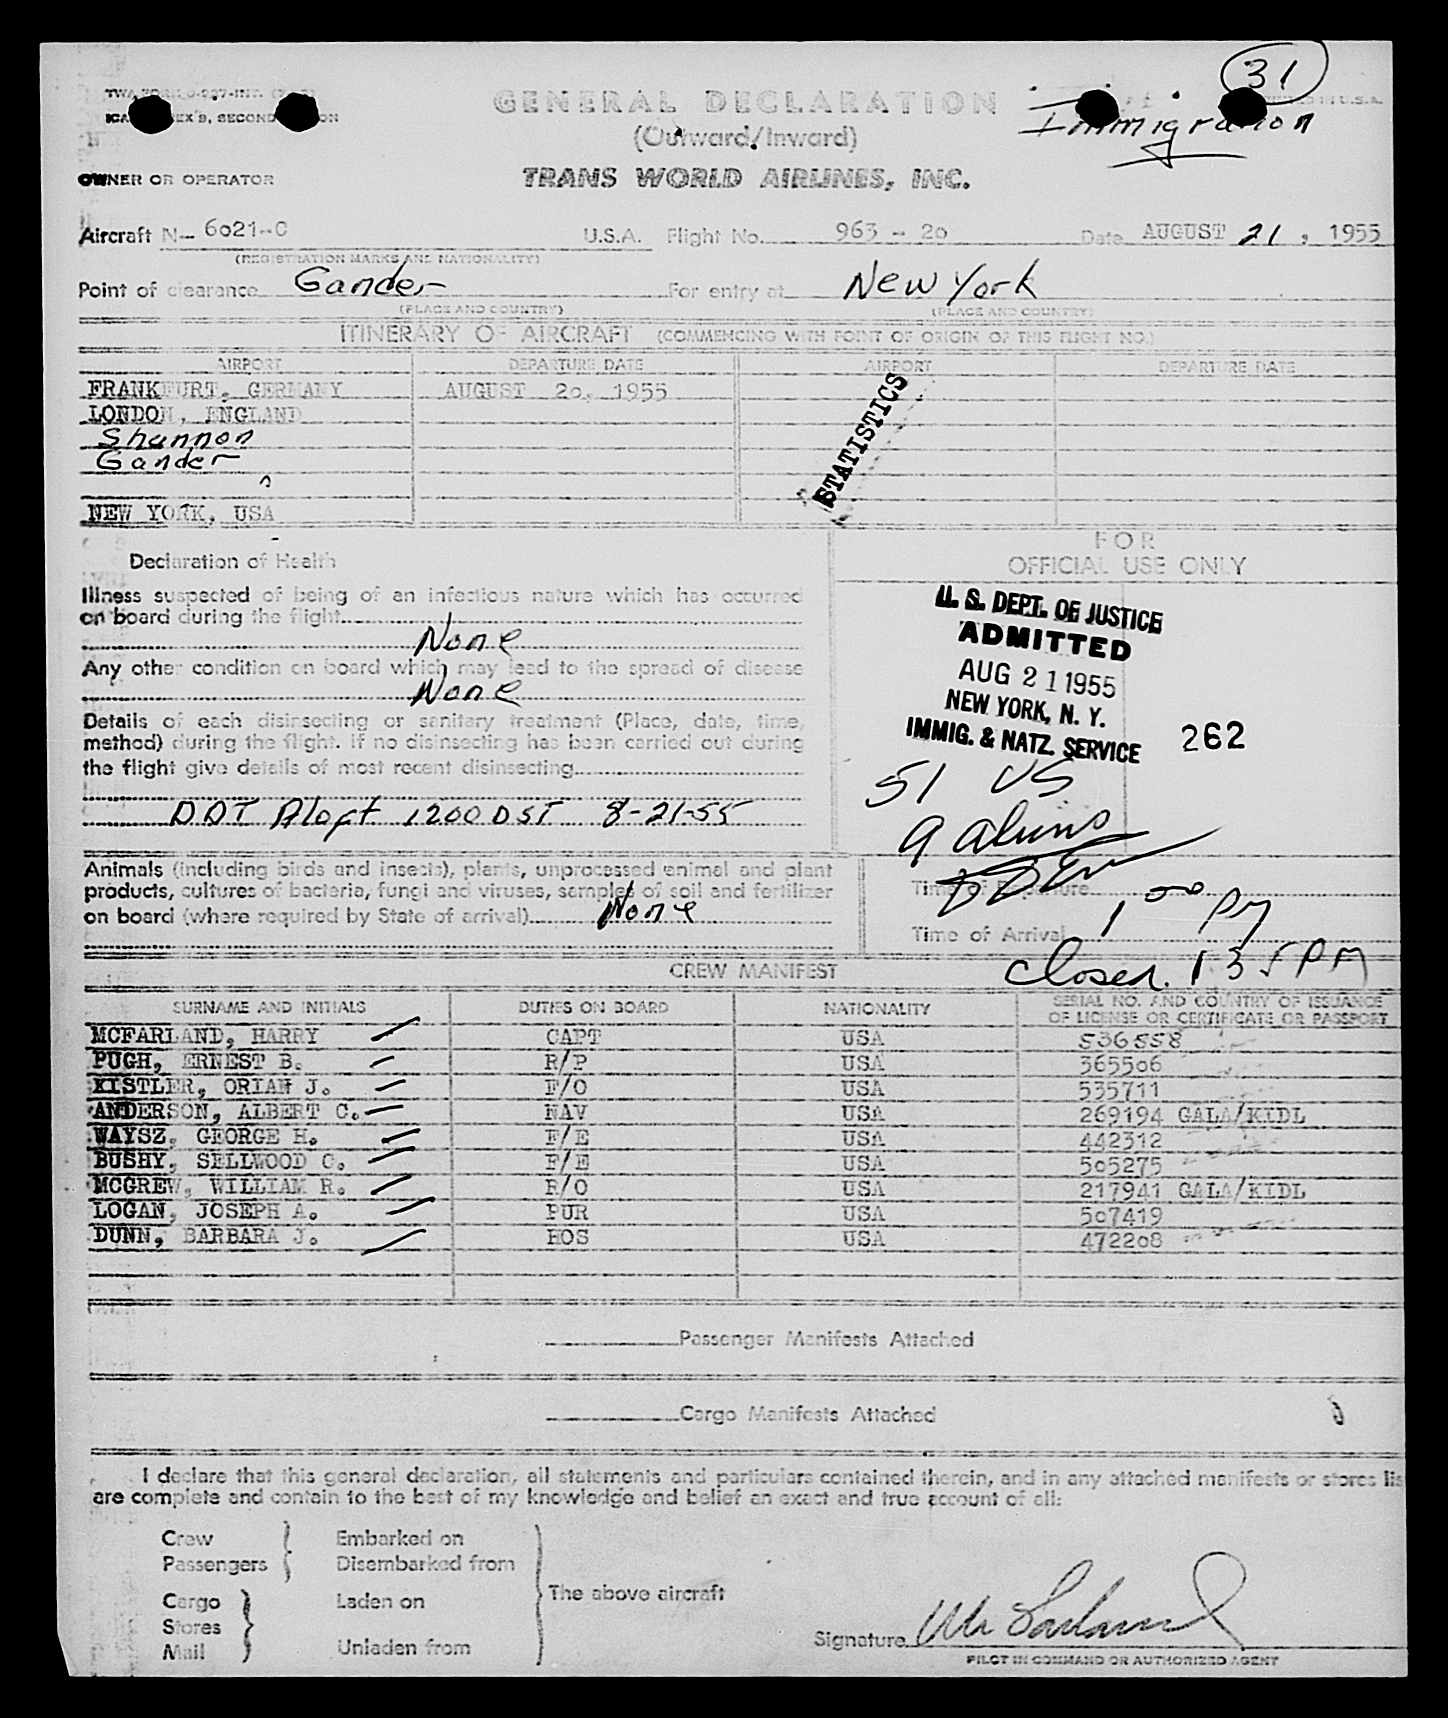 31
Immigration
GENERAL DECLARATION
(Outward/Inward)
OWNER OR OPERATOR
TRANS WORLD AIRLINES, INC.
Aircraft N- 6021-C U.S.A. Flight No. 963 - 20 Date AUGUST 21, 1955
(REGISTRATION MARKS AND NATIONALITY)
Point of clearance Gander For entry at New York
(PLACE AND COUNTRY) (PLACE AND COUNTRY)
ITINERARY OF AIRCRAFT (COMMENCING WITH POINT OF ORIGIN OF THIS FLIGHT NO.)
AIRPORT DEPARTURE DATE AIRPORT DEPARTURE DATE
FRANKFURT, GERMANY AUGUST 20, 1955
LONDON, ENGLAND
Shannon
Gander
NEW YORK, USA
STATISTICS
Declaration of Health
Illness suspected of being of an infectious nature which has occurred
on board during the flight
None
Any other condition on board which may lead to the spread of disease
None
Details of each disinsecting or sanitary treatment (Place, date, time,
method) during the flight. If no disinsecting has been carried out during
the flight give details of most recent disinsecting
DDT Aloft 1200 DST 8-21-55
FOR
OFFICIAL USE ONLY
U. S. DEPT. OF JUSTICE
ADMITTED
AUG 21 1955
NEW YORK, N. Y.
IMMIG. & NATZ. SERVICE
262
51 US
9 aliens
Animals (including birds and insects), plants, unprocessed animal and plant
products, cultures of bacteria, fungi and viruses, samples of soil and fertilizer
on board (where required by State of arrival) None
Time of Departure
Time of Arrival 1 00 PM
Closed 1 35 PM
CREW MANIFEST
SURNAME AND INITIALS DUTIES ON BOARD NATIONALITY SERIAL NO. AND COUNTRY OF ISSUANCE
OF LICENSE OR CERTIFICATE OR PASSPORT
MCFARLAND, HARRY CAPT USA 536558
PUGH, ERNEST B. R/P USA 365506
KISTLER, ORIAN J. F/O USA 535711
ANDERSON, ALBERT C. NAV USA 269194 GALA/KIDL
WAYSZ, GEORGE H. F/E USA 442312
BUSHY, SELLWOOD C. F/E USA 505275
MCGREW, WILLIAM R. R/O USA 217941 GALA/KIDL
LOGAN, JOSEPH A. PUR USA 507419
DUNN, BARBARA J. HOS USA 472208
Passenger Manifests Attached
Cargo Manifests Attached
I declare that this general declaration, all statements and particulars contained therein, and in any attached manifests or stores lis
are complete and contain to the best of my knowledge and belief an exact and true account of all:
Crew Embarked on
Passengers Disembarked from
Cargo Laden on The above aircraft
Stores
Mail Unladen from
Signature McFarland
PILOT IN COMMAND OR AUTHORIZED AGENT